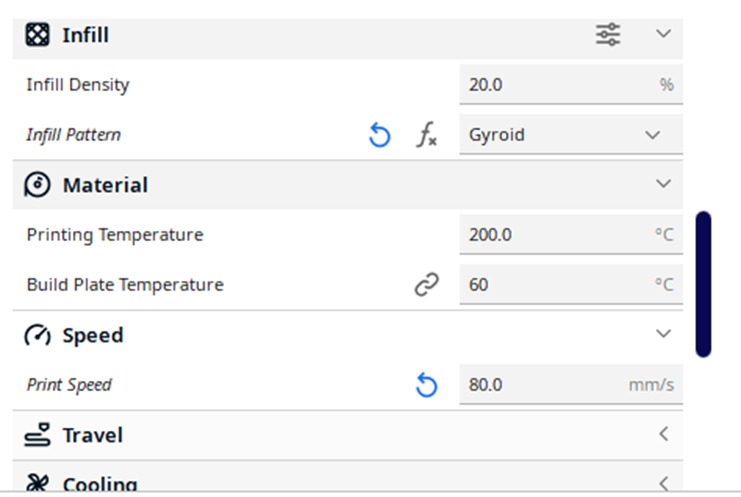 Infill
Infill Density 20.0 %
Infill Pattern fx Gyroid
Material
Printing Temperature 200.0 °C
Build Plate Temperature 60 °C
Speed
Print Speed 80.0 mm/s
Travel
Cooling